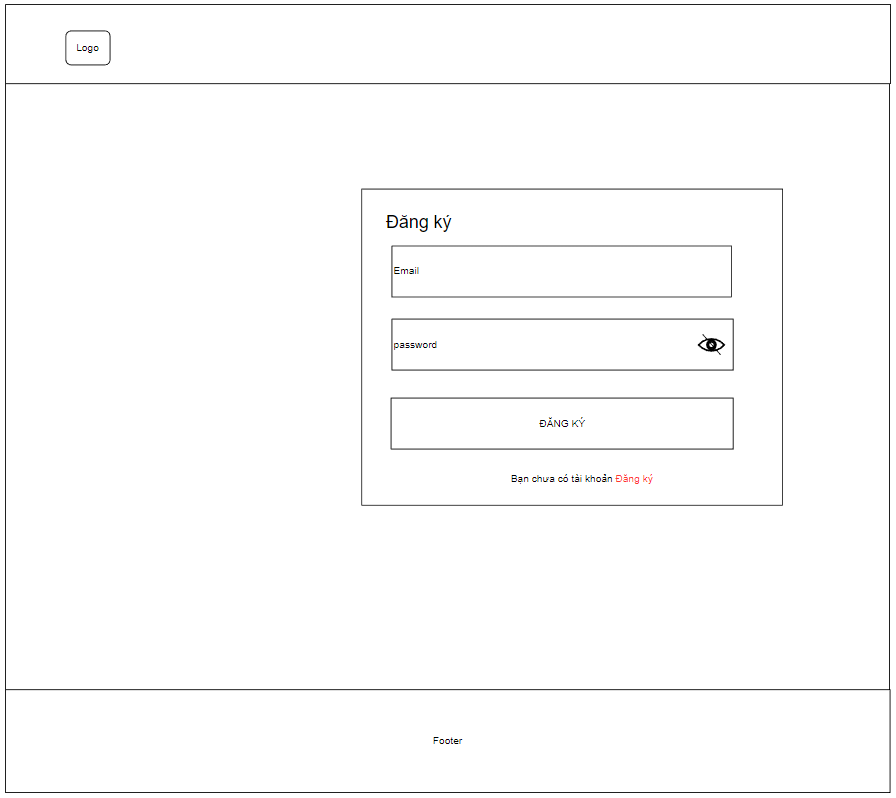 Logo
Đăng ký
Email
password
ĐĂNG KÝ
Bạn chưa có tài khoản Đăng ký
Footer